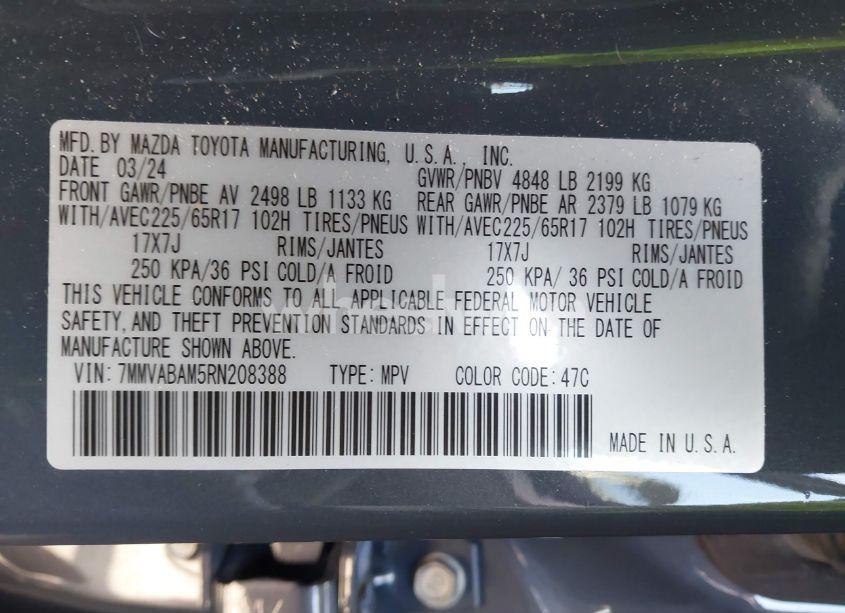 MFD. BY MAZDA TOYOTA MANUFACTURING, U. S. A., INC.
DATE 03/24 GVWR/PNBV 4848 LB 2199 KG
FRONT GAWR/PNBE AV 2498 LB 1133 KG REAR GAWR/PNBE AR 2379 LB 1079 KG
WITH/AVEC225/65R17 102H TIRES/PNEUS WITH/AVEC225/65R17 102H TIRES/PNEUS
17X7J RIMS/JANTES 17X7J RIMS/JANTES
250 KPA/36 PSI COLD/A FROID 250 KPA/ 36 PSI COLD/A FROID
THIS VEHICLE CONFORMS TO ALL APPLICABLE FEDERAL MOTOR VEHICLE
SAFETY, AND THEFT PREVENTION STANDARDS IN EFFECT ON THE DATE OF
MANUFACTURE SHOWN ABOVE.
VIN: 7MMVABAM5RN208388 TYPE: MPV COLOR CODE: 47C
MADE IN U. S. A.